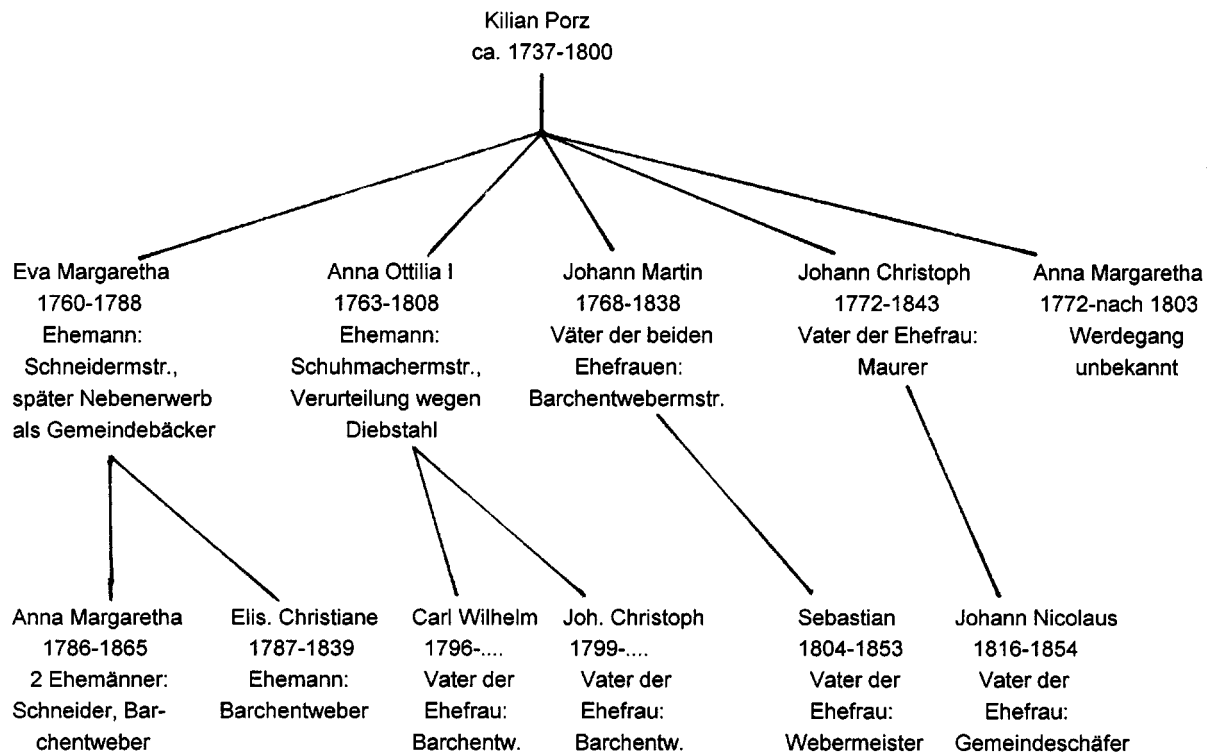 Kilian Porz
ca. 1737-1800
Eva Margaretha
1760-1788
Ehemann:
Schneidermstr.,
später Nebenerwerb
als Gemeindebäcker
Anna Ottilia I
1763-1808
Ehemann:
Schuhmachermstr.,
Verurteilung wegen
Diebstahl
Johann Martin
1768-1838
Väter der beiden
Ehefrauen:
Barchentwebermstr.
Johann Christoph
1772-1843
Vater der Ehefrau:
Maurer
Anna Margaretha
1772-nach 1803
Werdegang
unbekannt
Anna Margaretha
1786-1865
2 Ehemänner:
Schneider, Bar-
chentweber
Elis. Christiane
1787-1839
Ehemann:
Barchentweber
Carl Wilhelm
1796-....
Vater der
Ehefrau:
Barchentw.
Joh. Christoph
1799-....
Vater der
Ehefrau:
Barchentw.
Sebastian
1804-1853
Vater der
Ehefrau:
Webermeister
Johann Nicolaus
1816-1854
Vater der
Ehefrau:
Gemeindeschäfer